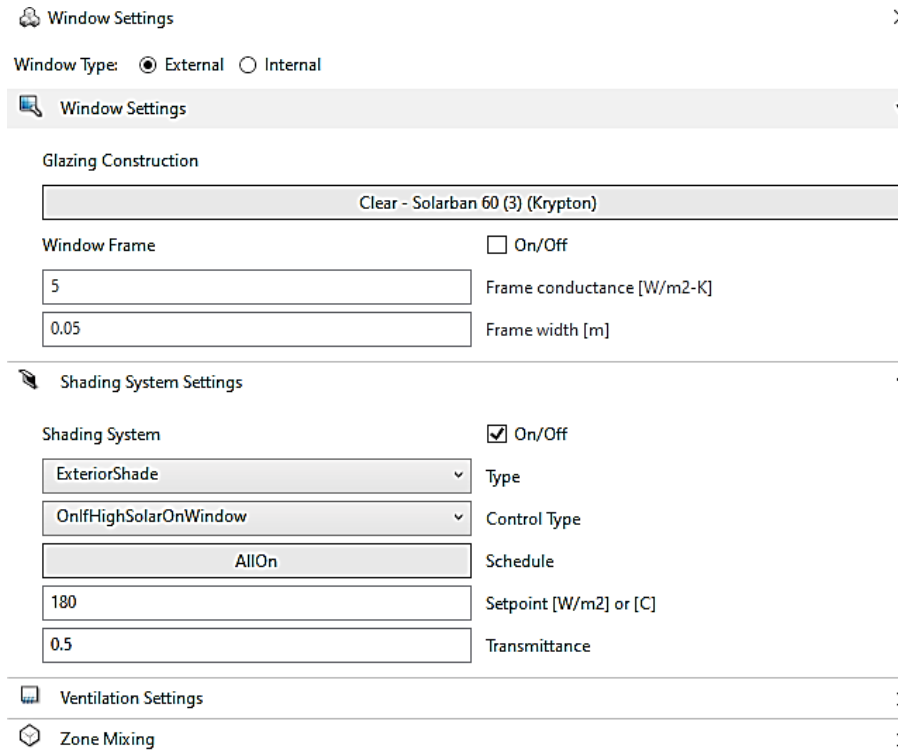 Window Settings
Window Type: External Internal
Window Settings
Glazing Construction
Clear - Solarban 60 (3) (Krypton)
Window Frame On/Off
5 Frame conductance [W/m2-K]
0.05 Frame width [m]
Shading System Settings
Shading System On/Off
ExteriorShade Type
OnIfHighSolarOnWindow Control Type
AllOn Schedule
180 Setpoint [W/m2] or [C]
0.5 Transmittance
Ventilation Settings
Zone Mixing